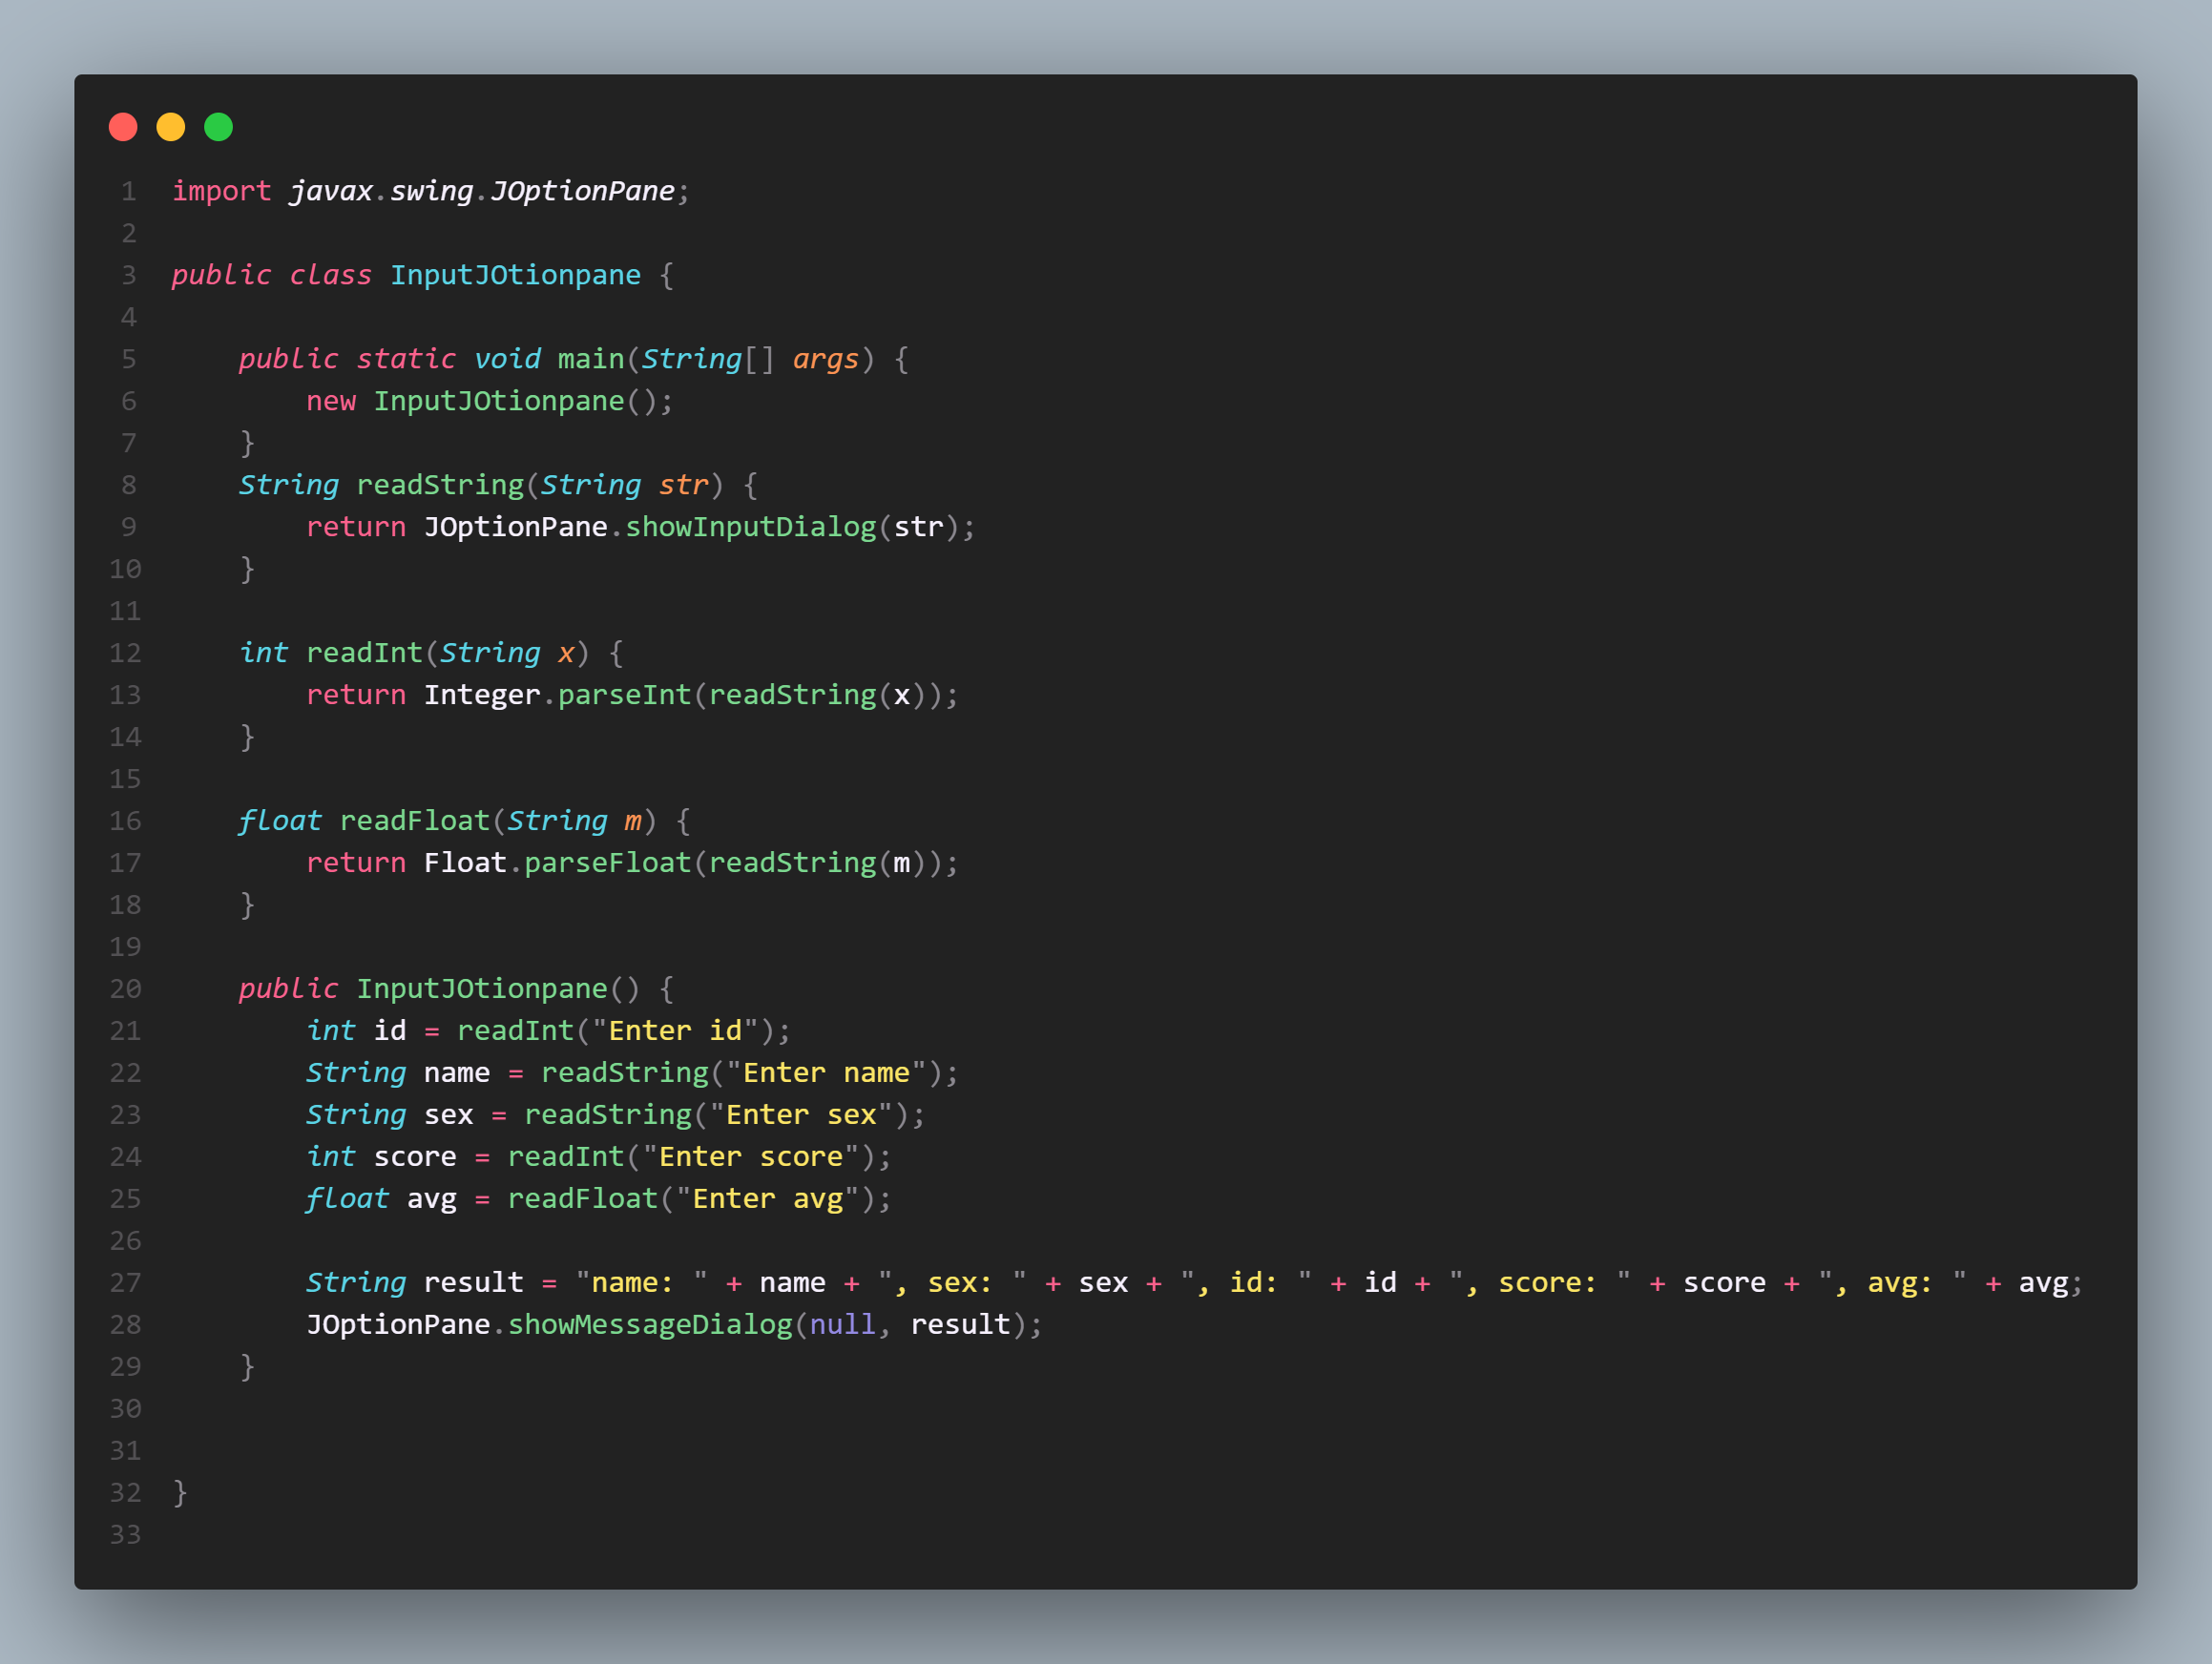 1 import javax.swing.JOptionPane;
2
3 public class InputJOtionpane {
4
5     public static void main(String[] args) {
6         new InputJOtionpane();
7     }
8     String readString(String str) {
9         return JOptionPane.showInputDialog(str);
10     }
11
12     int readInt(String x) {
13         return Integer.parseInt(readString(x));
14     }
15
16     float readFloat(String m) {
17         return Float.parseFloat(readString(m));
18     }
19
20     public InputJOtionpane() {
21         int id = readInt("Enter id");
22         String name = readString("Enter name");
23         String sex = readString("Enter sex");
24         int score = readInt("Enter score");
25         float avg = readFloat("Enter avg");
26
27         String result = "name: " + name + ", sex: " + sex + ", id: " + id + ", score: " + score + ", avg: " + avg;
28         JOptionPane.showMessageDialog(null, result);
29     }
30
31
32 }
33